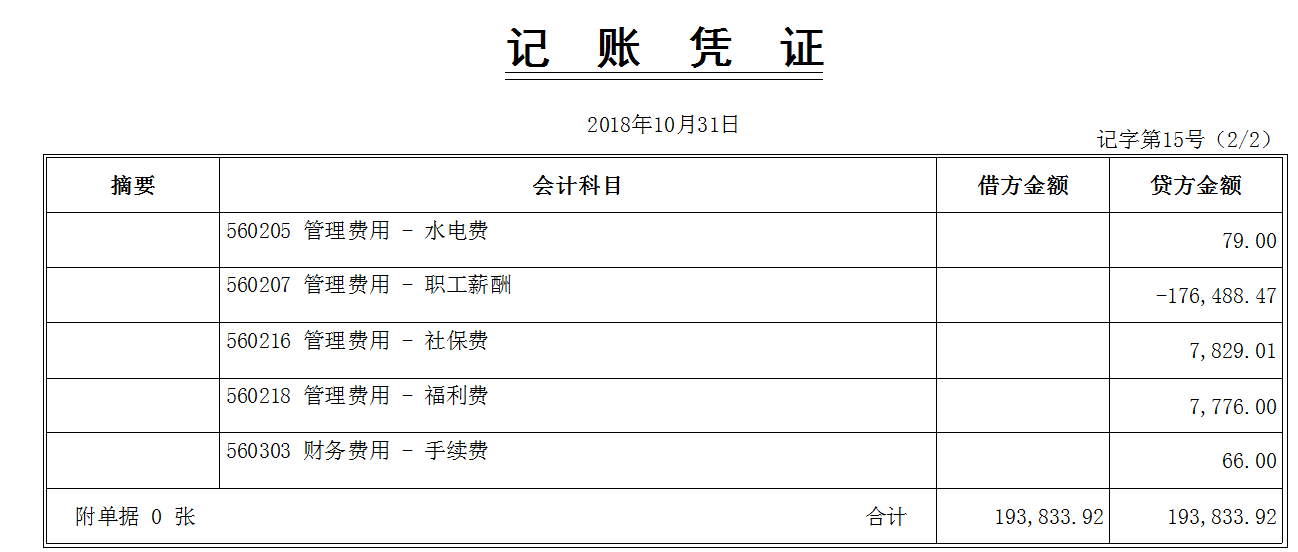 记 账 凭 证
2018年10月31日
记字第15号（2/2）
摘要 会计科目 借方金额 贷方金额
560205 管理费用 - 水电费 79.00
560207 管理费用 - 职工薪酬 -176,488.47
560216 管理费用 - 社保费 7,829.01
560218 管理费用 - 福利费 7,776.00
560303 财务费用 - 手续费 66.00
附单据 0 张 合计 193,833.92 193,833.92